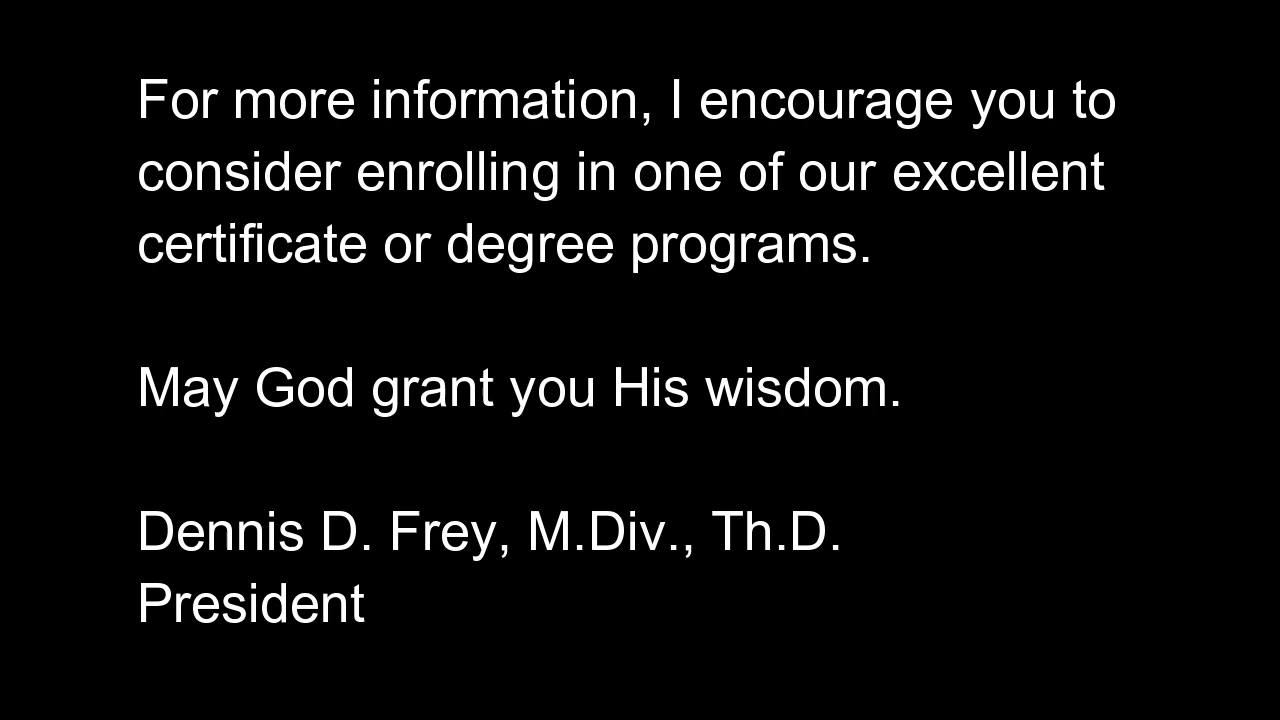 For more information, I encourage you to
consider enrolling in one of our excellent
certificate or degree programs.
May God grant you His wisdom.
Dennis D. Frey, M.Div., Th.D.
President